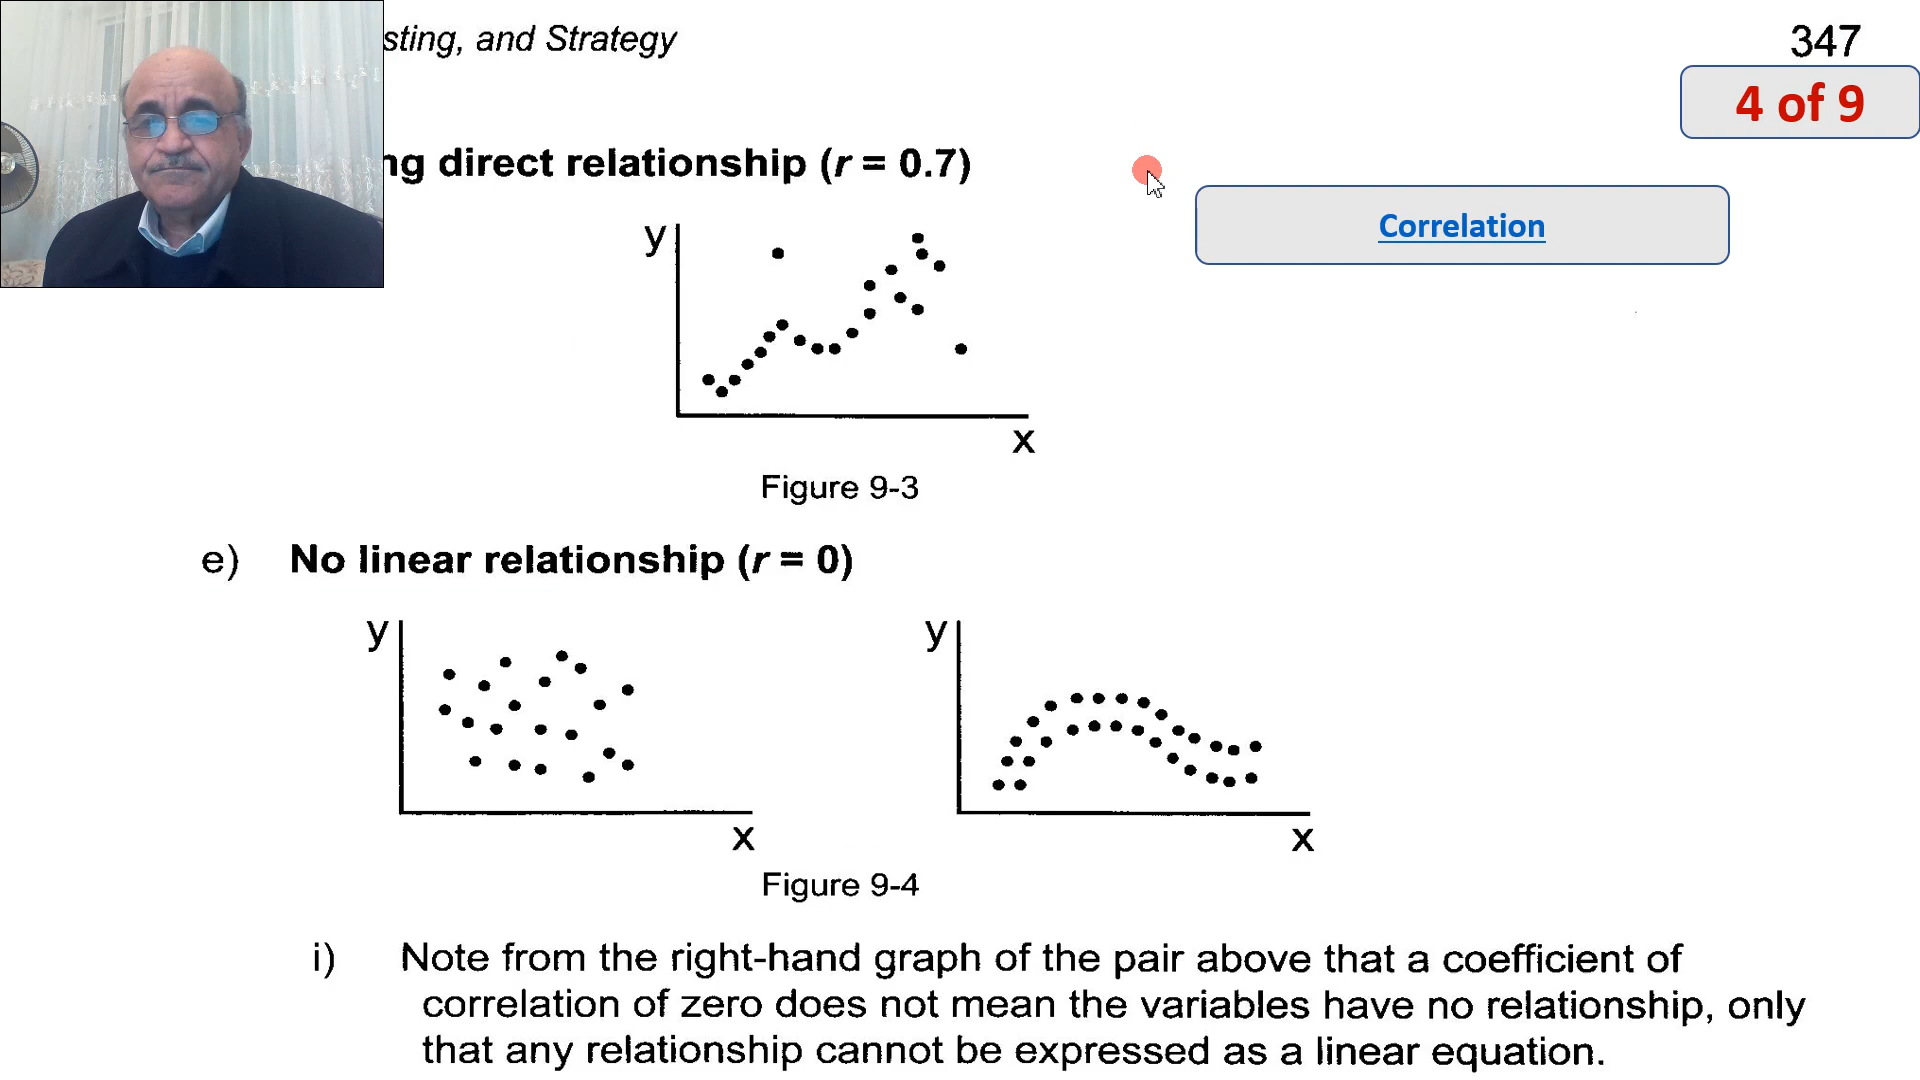 sting, and Strategy
347
4 of 9
ng direct relationship (r = 0.7)
Correlation
y
x
Figure 9-3
e) No linear relationship (r = 0)
y
y
x
x
Figure 9-4
i) Note from the right-hand graph of the pair above that a coefficient of
correlation of zero does not mean the variables have no relationship, only
that any relationship cannot be expressed as a linear equation.